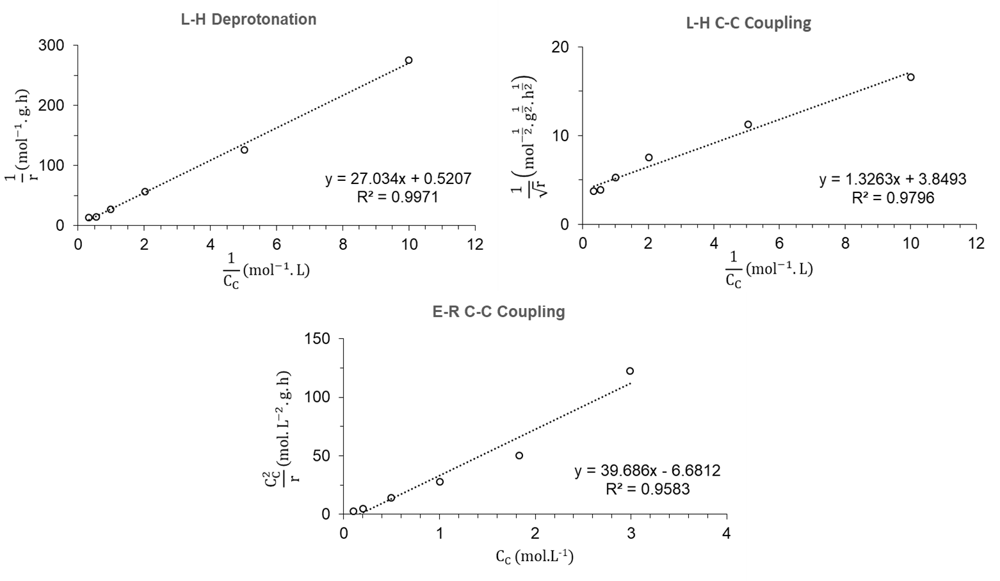 L-H Deprotonation
300
200
100
0
0 2 4 6 8 10 12
1/r (mol⁻¹.g.h)
y = 27.034x + 0.5207
R² = 0.9971
1/C_C (mol⁻¹.L)
L-H C-C Coupling
20
10
0
0 2 4 6 8 10 12
1/√r (mol^(-1/2).g^(1/2).h^(1/2))
y = 1.3263x + 3.8493
R² = 0.9796
1/C_C (mol⁻¹.L)
E-R C-C Coupling
150
100
50
0
0 1 2 3 4
C_C²/r (mol.L⁻².g.h)
y = 39.686x - 6.6812
R² = 0.9583
C_C (mol.L⁻¹)